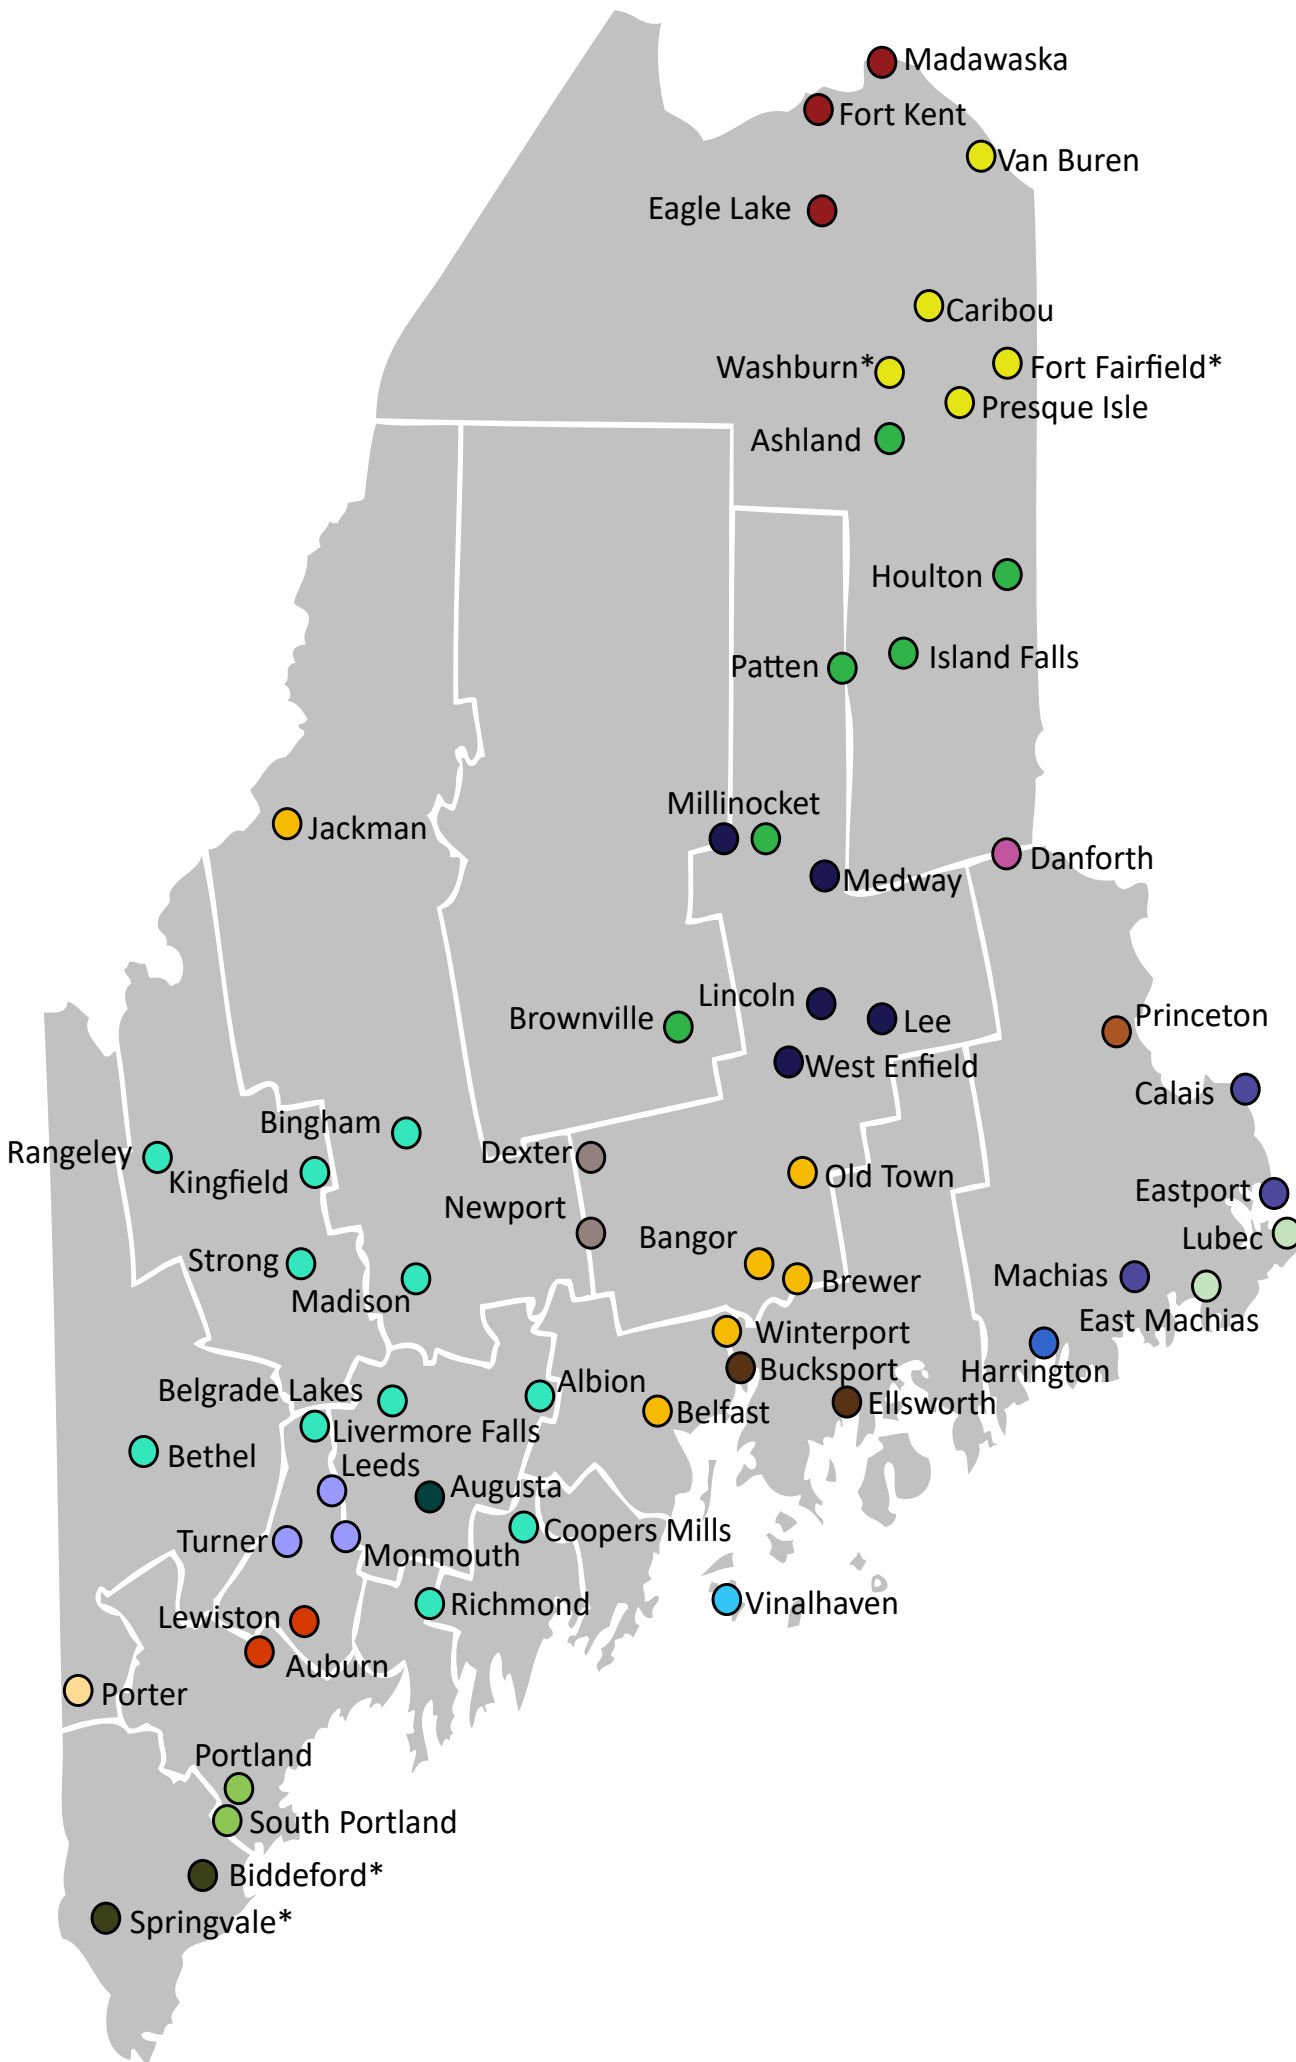 Madawaska
Fort Kent
Van Buren
Eagle Lake
Caribou
Washburn*
Fort Fairfield*
Presque Isle
Ashland
Houlton
Island Falls
Patten
Millinocket
Jackman
Danforth
Medway
Lincoln
Brownville
Lee
Princeton
West Enfield
Calais
Bingham
Rangeley
Kingfield
Dexter
Old Town
Eastport
Newport
Bangor
Lubec
Strong
Madison
Brewer
Machias
East Machias
Winterport
Bucksport
Harrington
Albion
Belgrade Lakes
Ellsworth
Belfast
Livermore Falls
Bethel
Leeds
Augusta
Coopers Mills
Turner
Monmouth
Richmond
Vinalhaven
Lewiston
Auburn
Porter
Portland
South Portland
Biddeford*
Springvale*